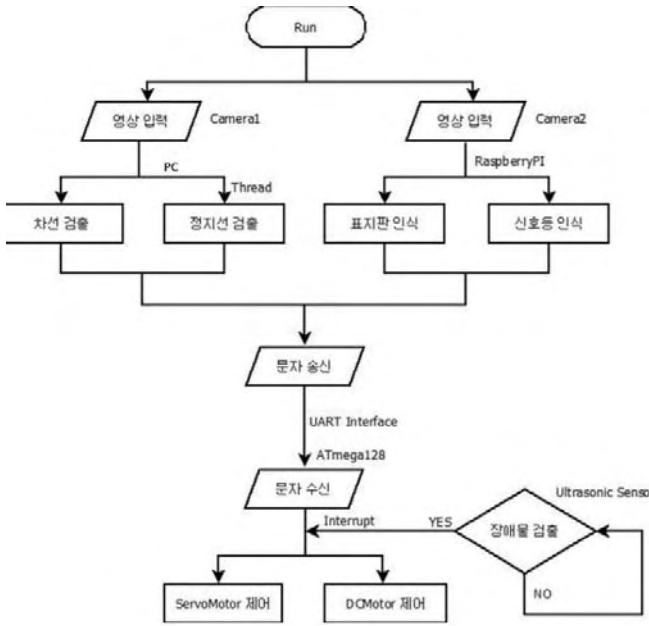 Run
영상 입력
Camera1
영상 입력
Camera2
PC
RaspberryPI
Thread
차선 검출
정지선 검출
표지판 인식
신호등 인식
문자 송신
UART Interface
ATmega128
문자 수신
Ultrasonic Senso
Interrupt
YES
장애물 검출
NO
ServoMotor 제어
DCMotor 제어